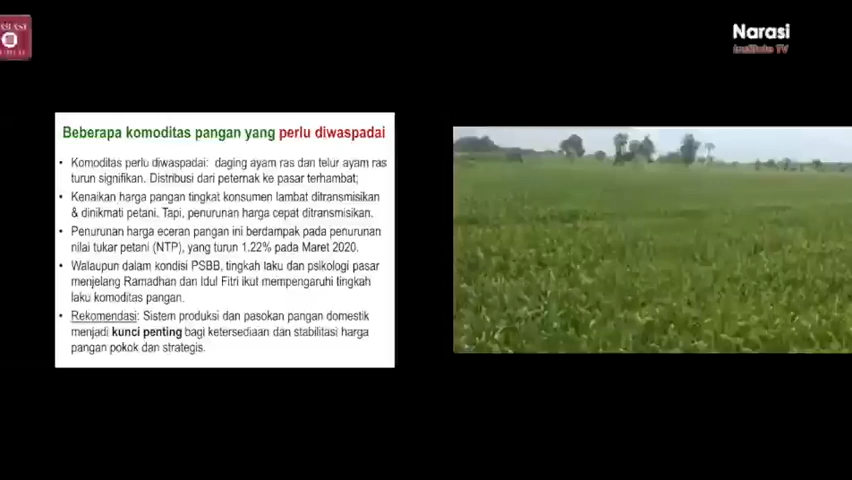 Narasi
Institute TV
Beberapa komoditas pangan yang perlu diwaspadai
• Komoditas perlu diwaspadai: daging ayam ras dan telur ayam ras
turun signifikan. Distribusi dari peternak ke pasar terhambat;
• Kenaikan harga pangan tingkat konsumen lambat ditransmisikan
& dinikmati petani. Tapi, penurunan harga cepat ditransmisikan.
• Penurunan harga eceran pangan ini berdampak pada penurunan
nilai tukar petani (NTP), yang turun 1.22% pada Maret 2020.
• Walaupun dalam kondisi PSBB, tingkah laku dan psikologi pasar
menjelang Ramadhan dan Idul Fitri ikut mempengaruhi tingkah
laku komoditas pangan.
• Rekomendasi: Sistem produksi dan pasokan pangan domestik
menjadi kunci penting bagi ketersediaan dan stabilitas harga
pangan pokok dan strategis.